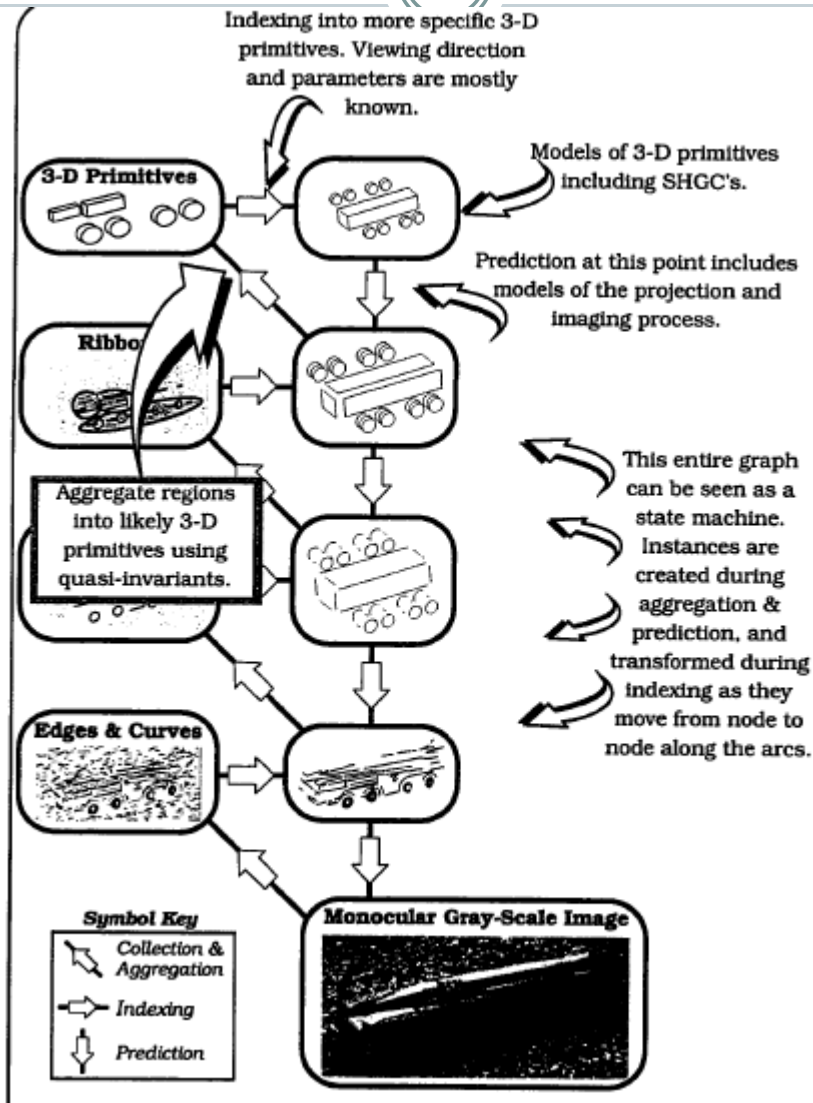 Indexing into more specific 3-D
primitives. Viewing direction
and parameters are mostly
known.
3-D Primitives
Models of 3-D primitives
including SHGC's.
Prediction at this point includes
models of the projection and
imaging process.
Aggregate regions
into likely 3-D
primitives using
quasi-invariants.
This entire graph
can be seen as a
state machine.
Instances are
created during
aggregation &
prediction, and
transformed during
indexing as they
move from node to
node along the arcs.
Edges & Curves
Monocular Gray-Scale Image
Symbol Key
Collection &
Aggregation
Indexing
Prediction